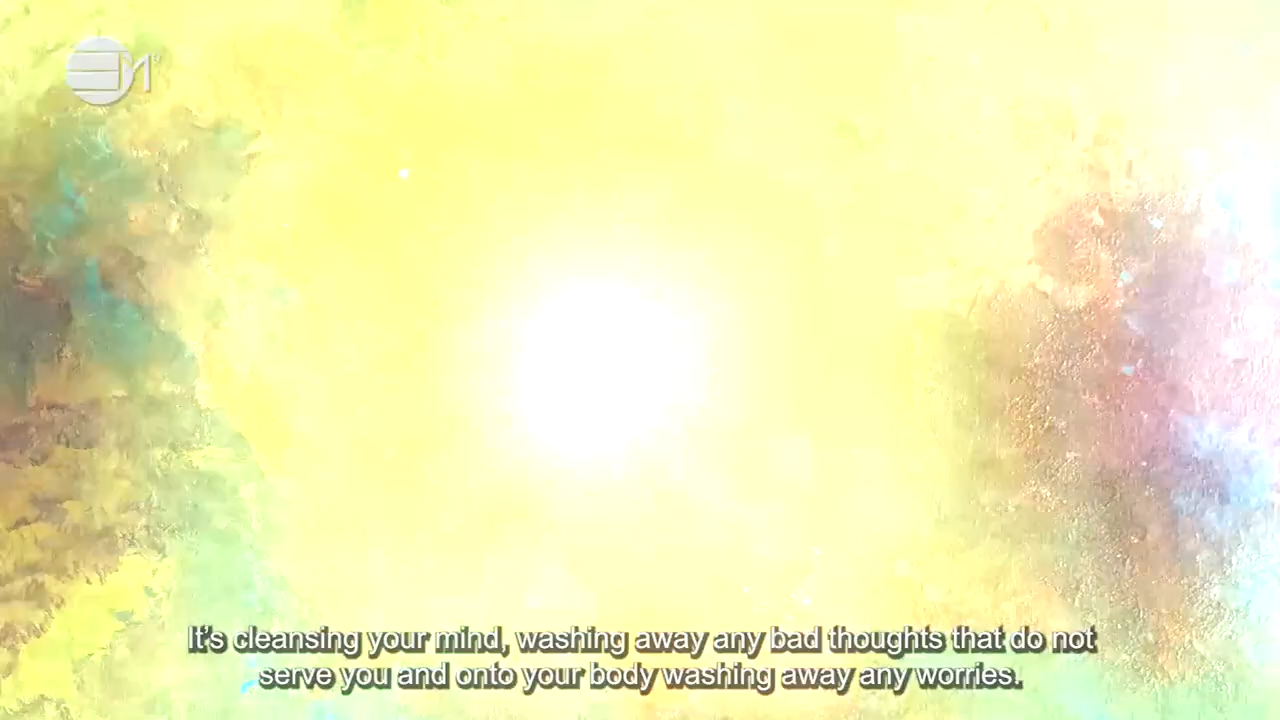 EM
It's cleansing your mind, washing away any bad thoughts that do not
serve you and onto your body washing away any worries.